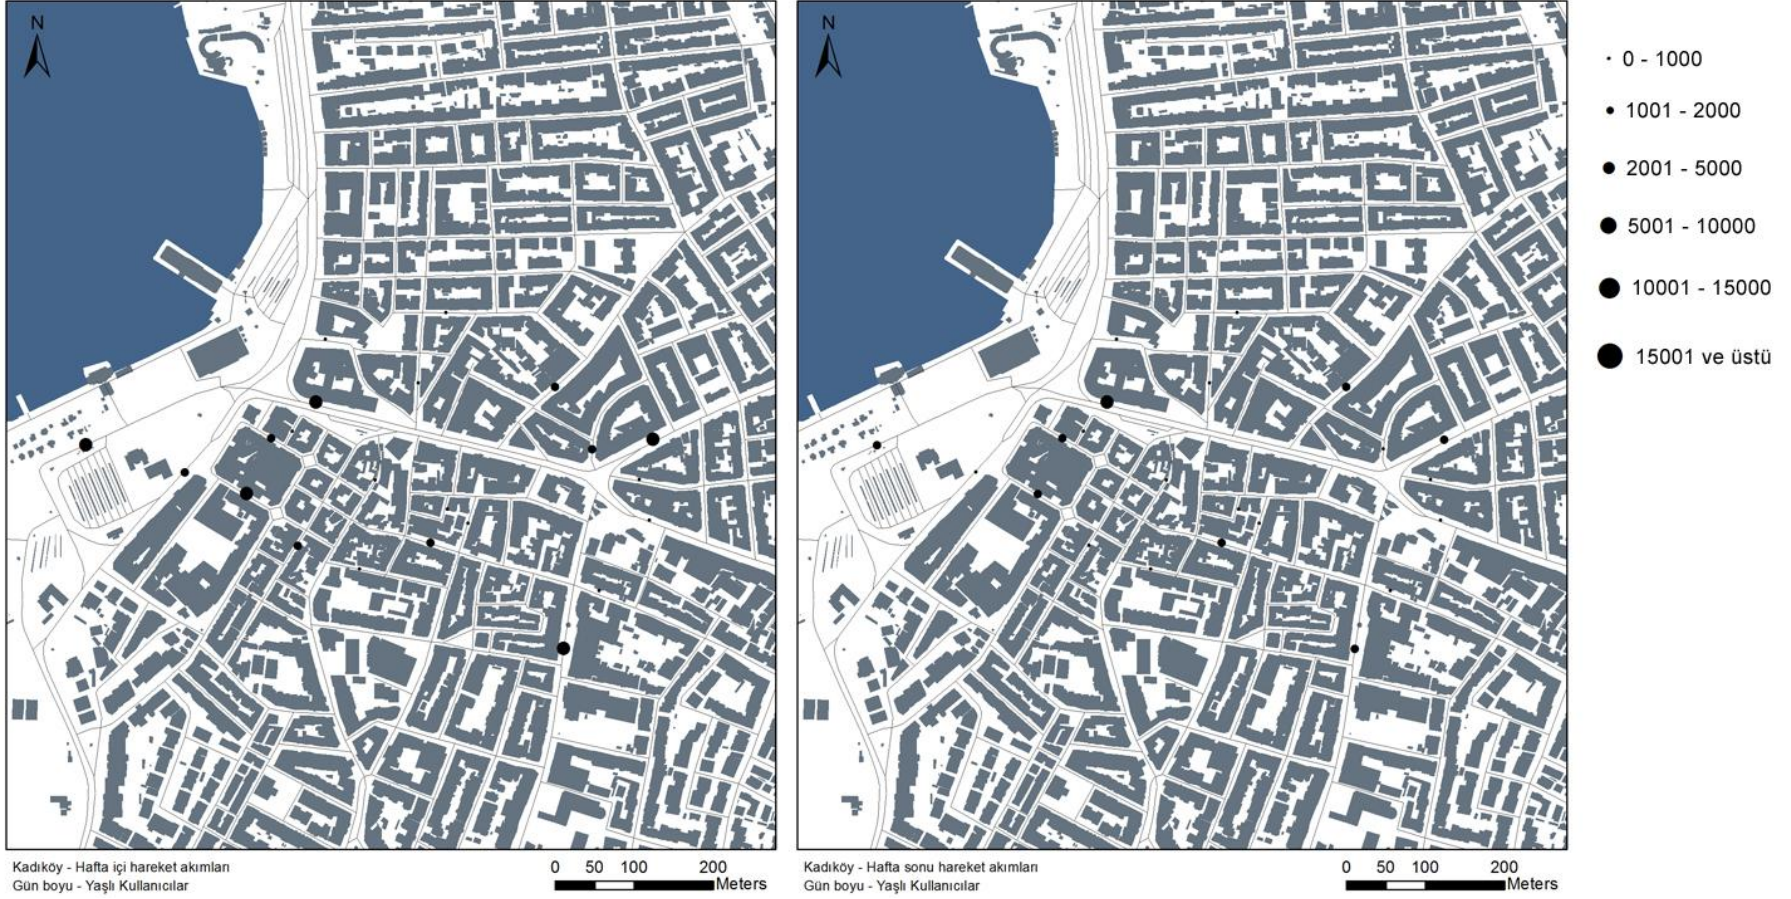 N
N
0 - 1000
1001 - 2000
2001 - 5000
5001 - 10000
10001 - 15000
15001 ve üstü
Kadıköy - Hafta içi hareket akımları
Gün boyu - Yaşlı Kullanıcılar
0 50 100 200
Meters
Kadıköy - Hafta sonu hareket akımları
Gün boyu - Yaşlı Kullanıcılar
0 50 100 200
Meters